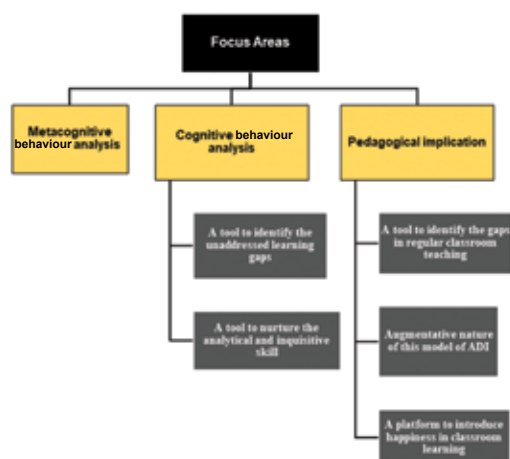 Focus Areas
Metacognitive
behaviour analysis
Cognitive behaviour
analysis
Pedagogical implication
A tool to identify the
unaddressed learning
gaps
A tool to nurture the
analytical and inquisitive
skill
A tool to identify the gaps
in regular classroom
teaching
Augmentative nature
of this model of ADI
A platform to introduce
happiness in classroom
learning